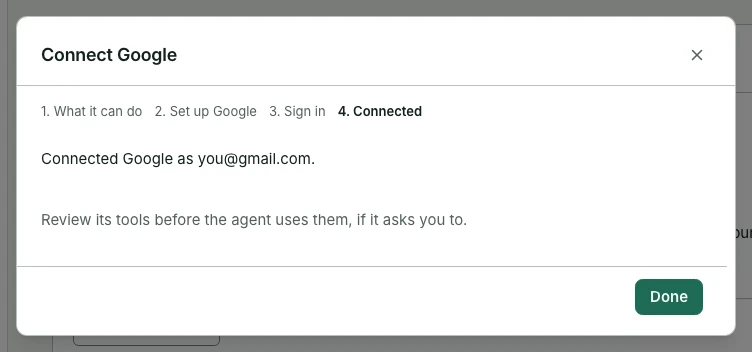 Connect Google
1. What it can do 2. Set up Google 3. Sign in 4. Connected
Connected Google as you@gmail.com.
Review its tools before the agent uses them, if it asks you to.
Done